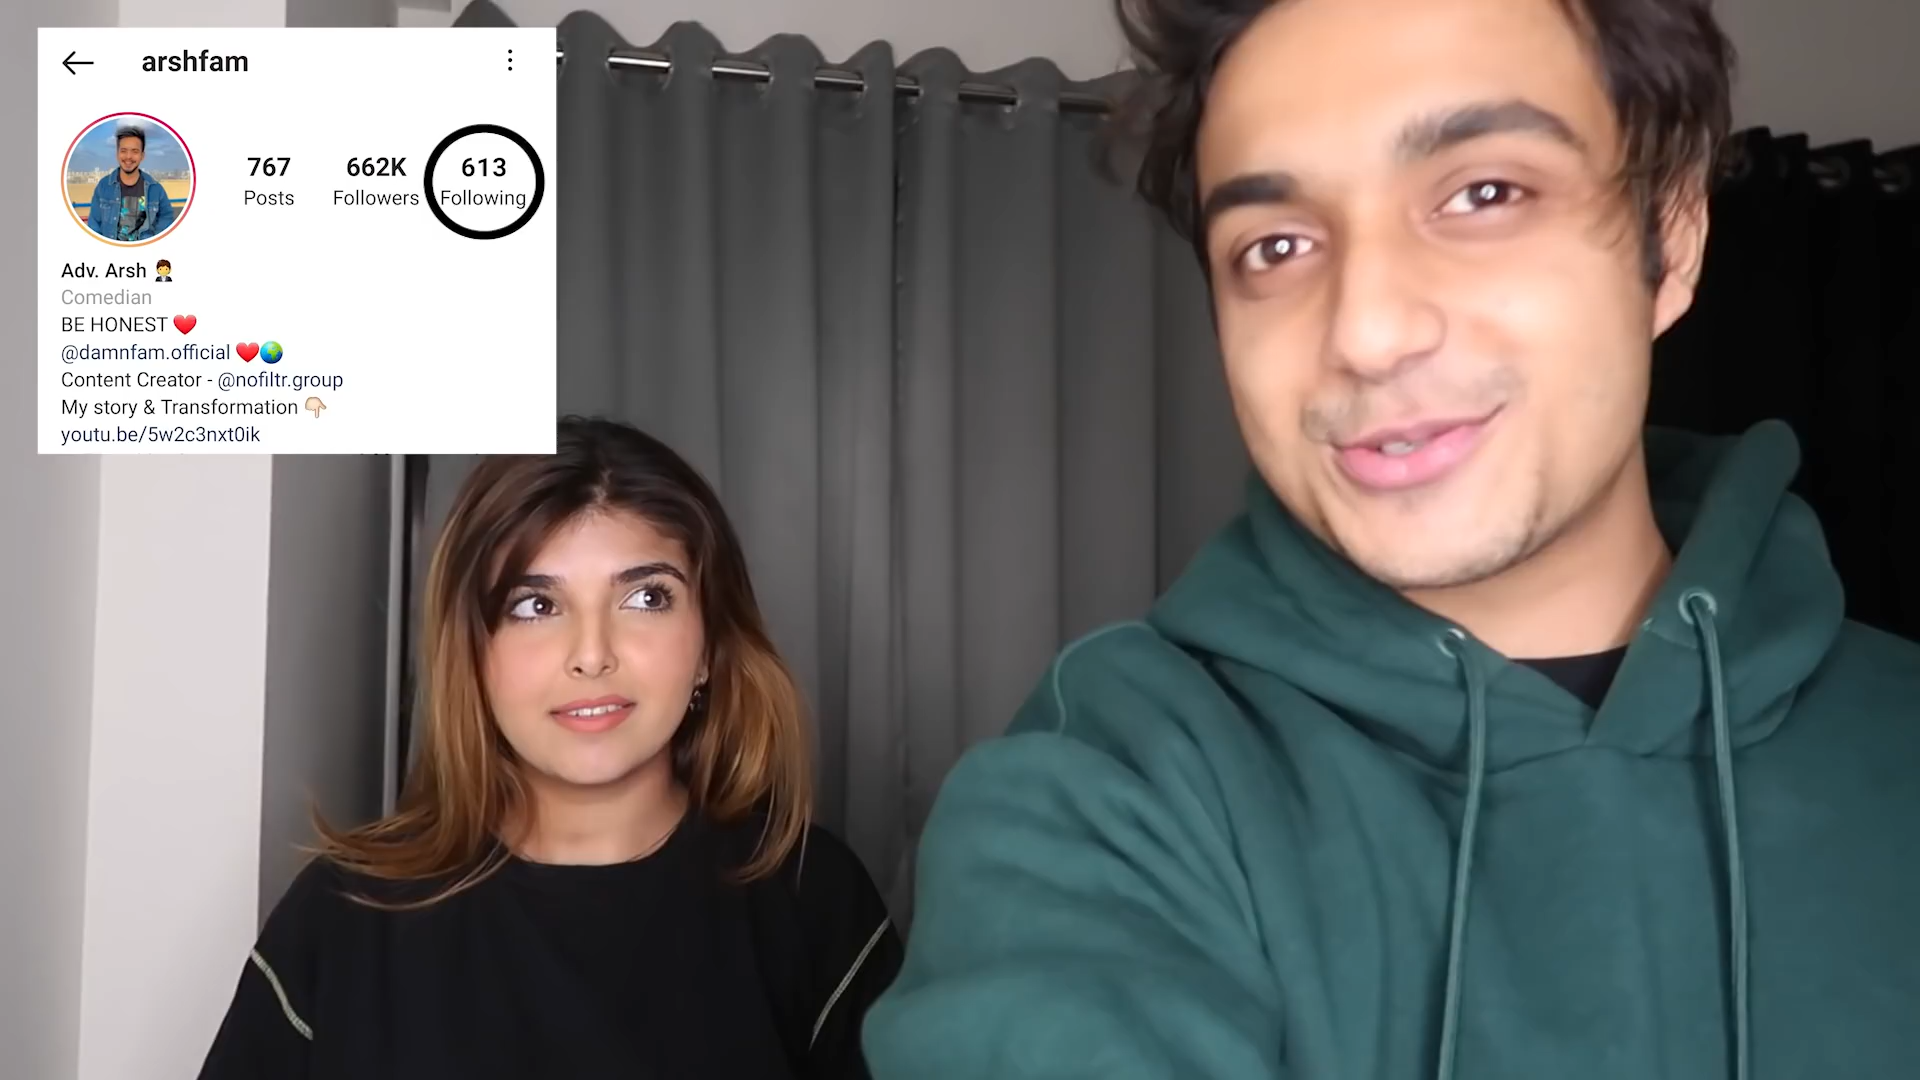 arshfam
767 662K 613
Posts Followers Following
Adv. Arsh 🤵
Comedian
BE HONEST ❤️
@damnfam.official ❤️🌍
Content Creator - @nofiltr.group
My story & Transformation 👇🏻
youtu.be/5w2c3nxt0ik